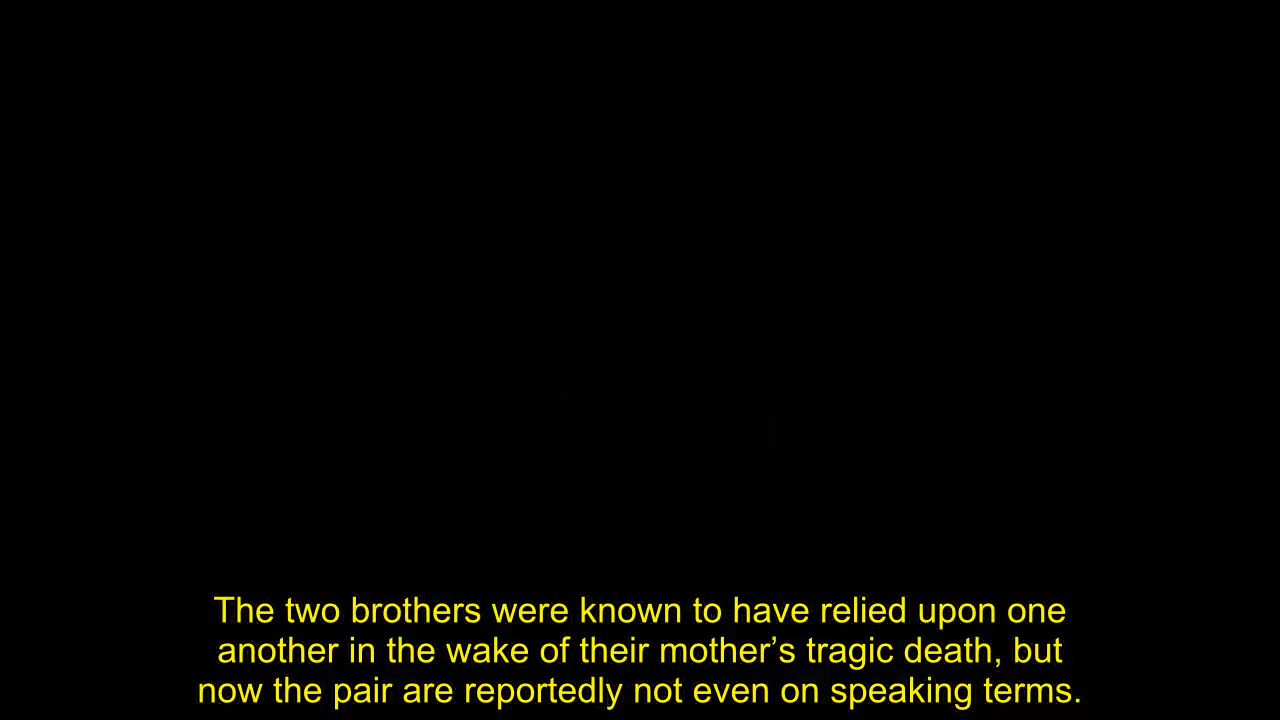 The two brothers were known to have relied upon one
another in the wake of their mother’s tragic death, but
now the pair are reportedly not even on speaking terms.